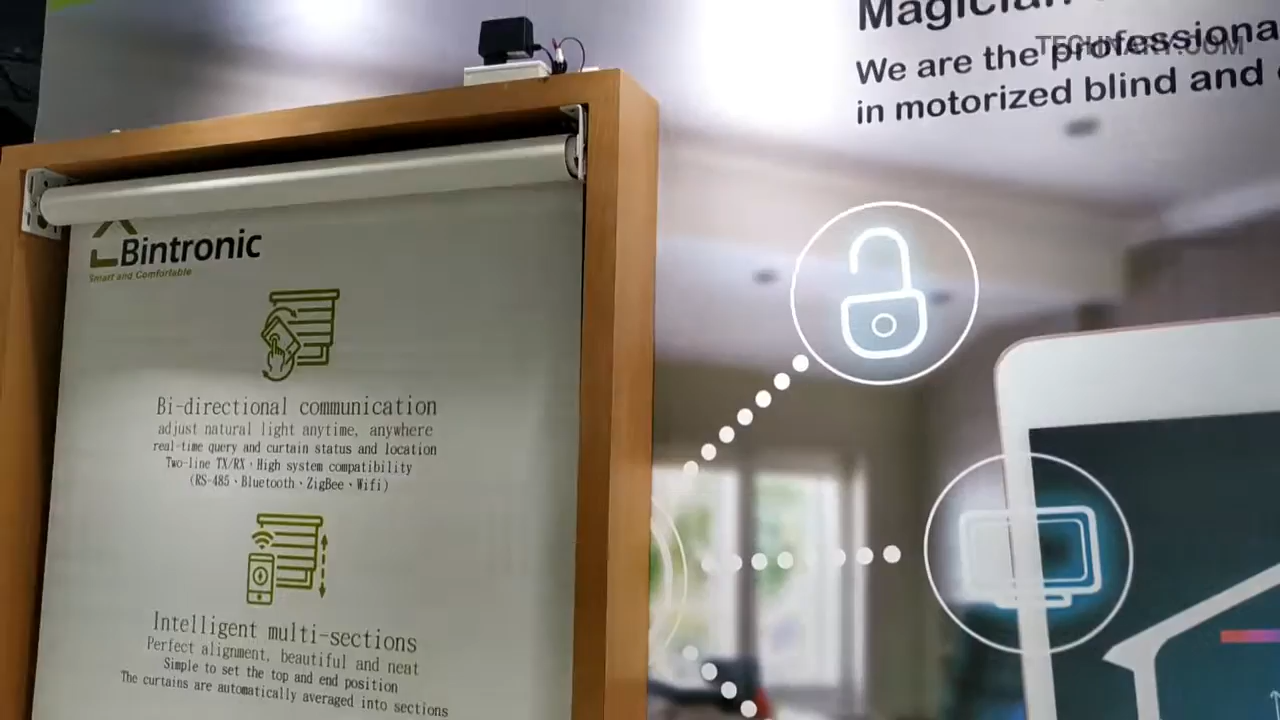 Magician
We are the professiona
in motorized blind and
TECHNARY.COM
Bintronic
Smart and Comfortable
Bi-directional communication
adjust natural light anytime, anywhere
real-time query and curtain status and location
Two-line TX/RX · High system compatibility
(RS-485 · Bluetooth · ZigBee · Wifi)
Intelligent multi-sections
Perfect alignment, beautiful and neat
Simple to set the top and end position
The curtains are automatically averaged into sections